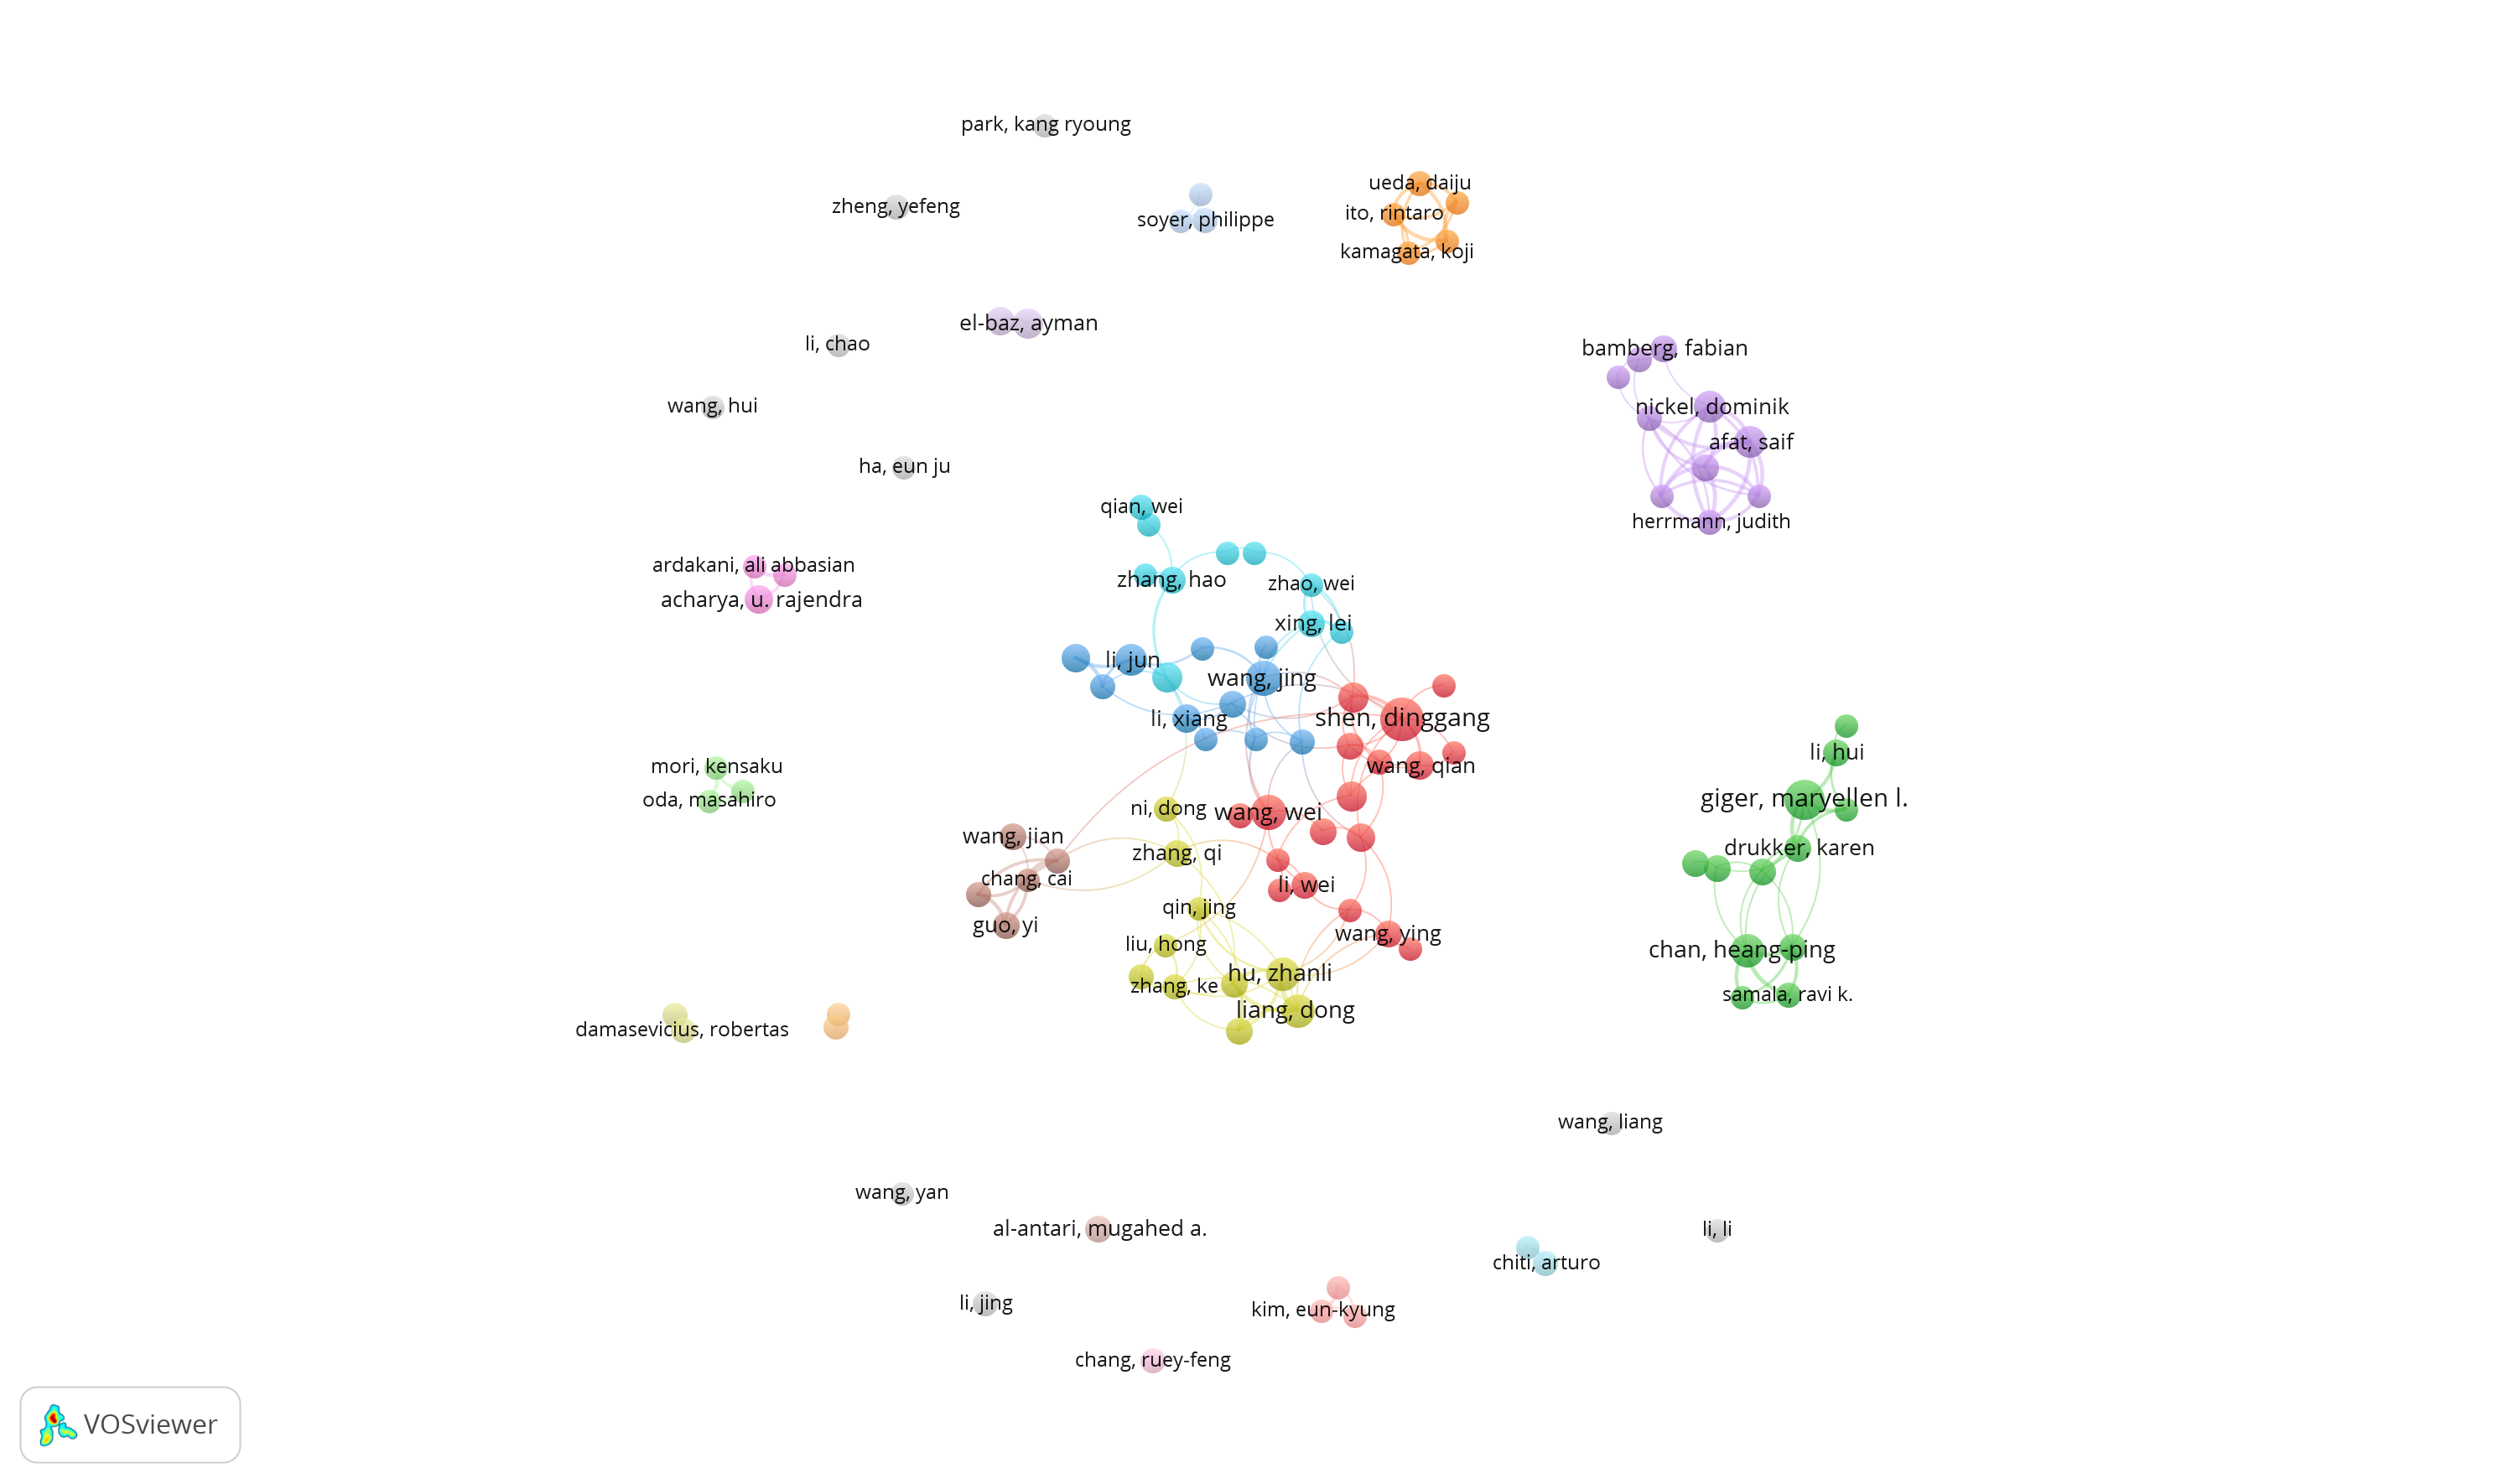 park, kang ryoung
ueda, daiju
zheng, yefeng
ito, rintaro
soyer, philippe
kamagata, koji
el-baz, ayman
li, chao
bamberg, fabian
wang, hui
nickel, dominik
afat, saif
ha, eun ju
qian, wei
herrmann, judith
ardakani, ali abbasian
zhang, hao
zhao, wei
acharya, u. rajendra
xing, lei
li, jun
wang, jing
li, xiang
shen, dinggang
li, hui
mori, kensaku
wang, qian
oda, masahiro
giger, maryellen l.
ni, dong
wang, wei
wang, jian
zhang, qi
drukker, karen
chang, cai
li, wei
qin, jing
guo, yi
wang, ying
liu, hong
chan, heang-ping
hu, zhanli
zhang, ke
samala, ravi k.
liang, dong
damasevicius, robertas
wang, liang
wang, yan
al-antari, mugahed a.
li, li
chiti, arturo
li, jing
kim, eun-kyung
chang, ruey-feng
VOSviewer